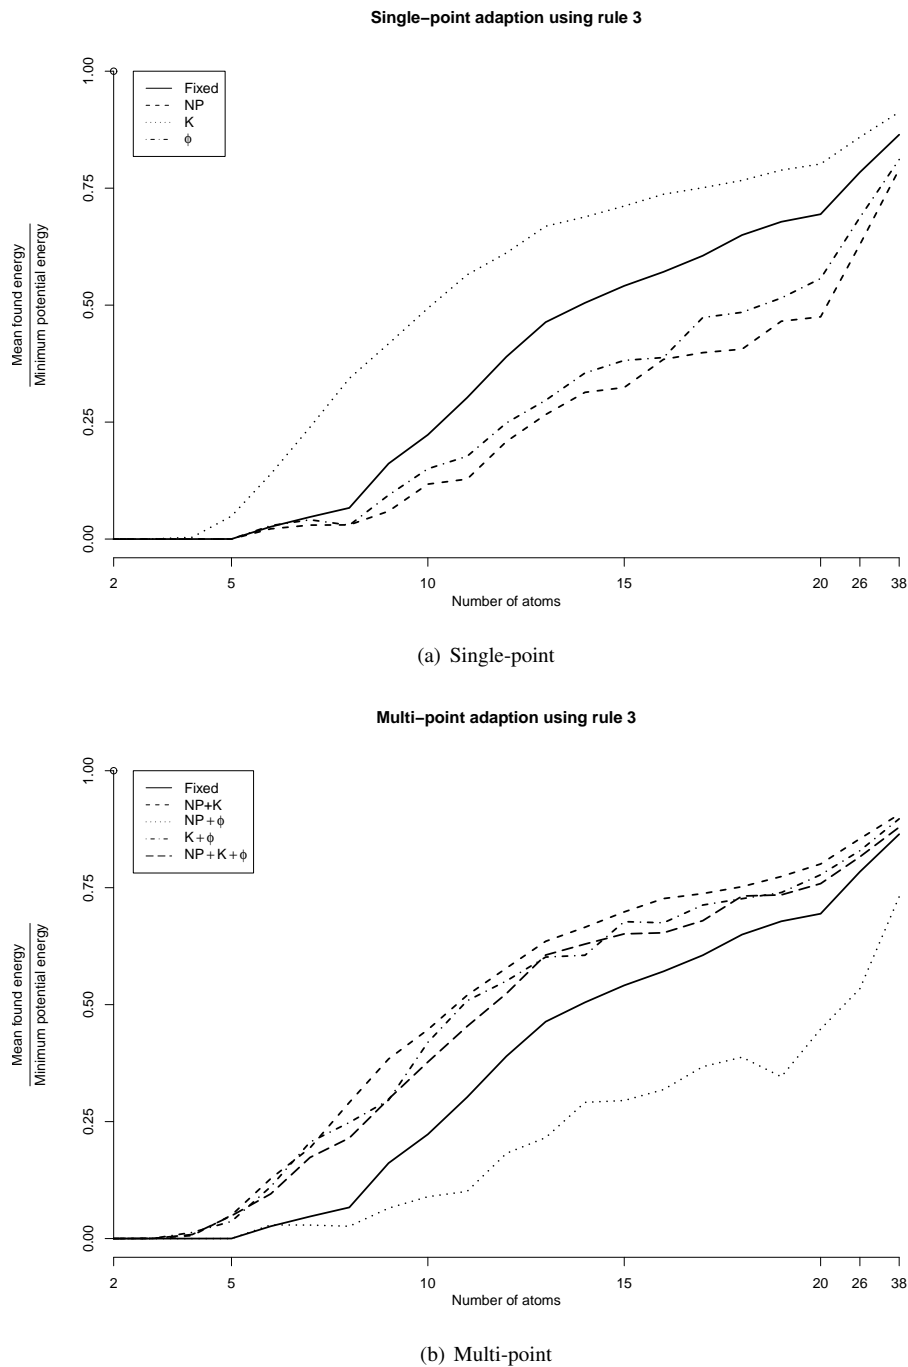 Single−point adaption using rule 3
1.00
0.75
0.50
0.25
0.00
Mean found energy
Minimum potential energy
Fixed
NP
K
ϕ
2 5 10 15 20 26 38
Number of atoms
(a) Single-point
Multi−point adaption using rule 3
1.00
0.75
0.50
0.25
0.00
Mean found energy
Minimum potential energy
Fixed
NP+K
NP+ϕ
K+ϕ
NP+K+ϕ
2 5 10 15 20 26 38
Number of atoms
(b) Multi-point